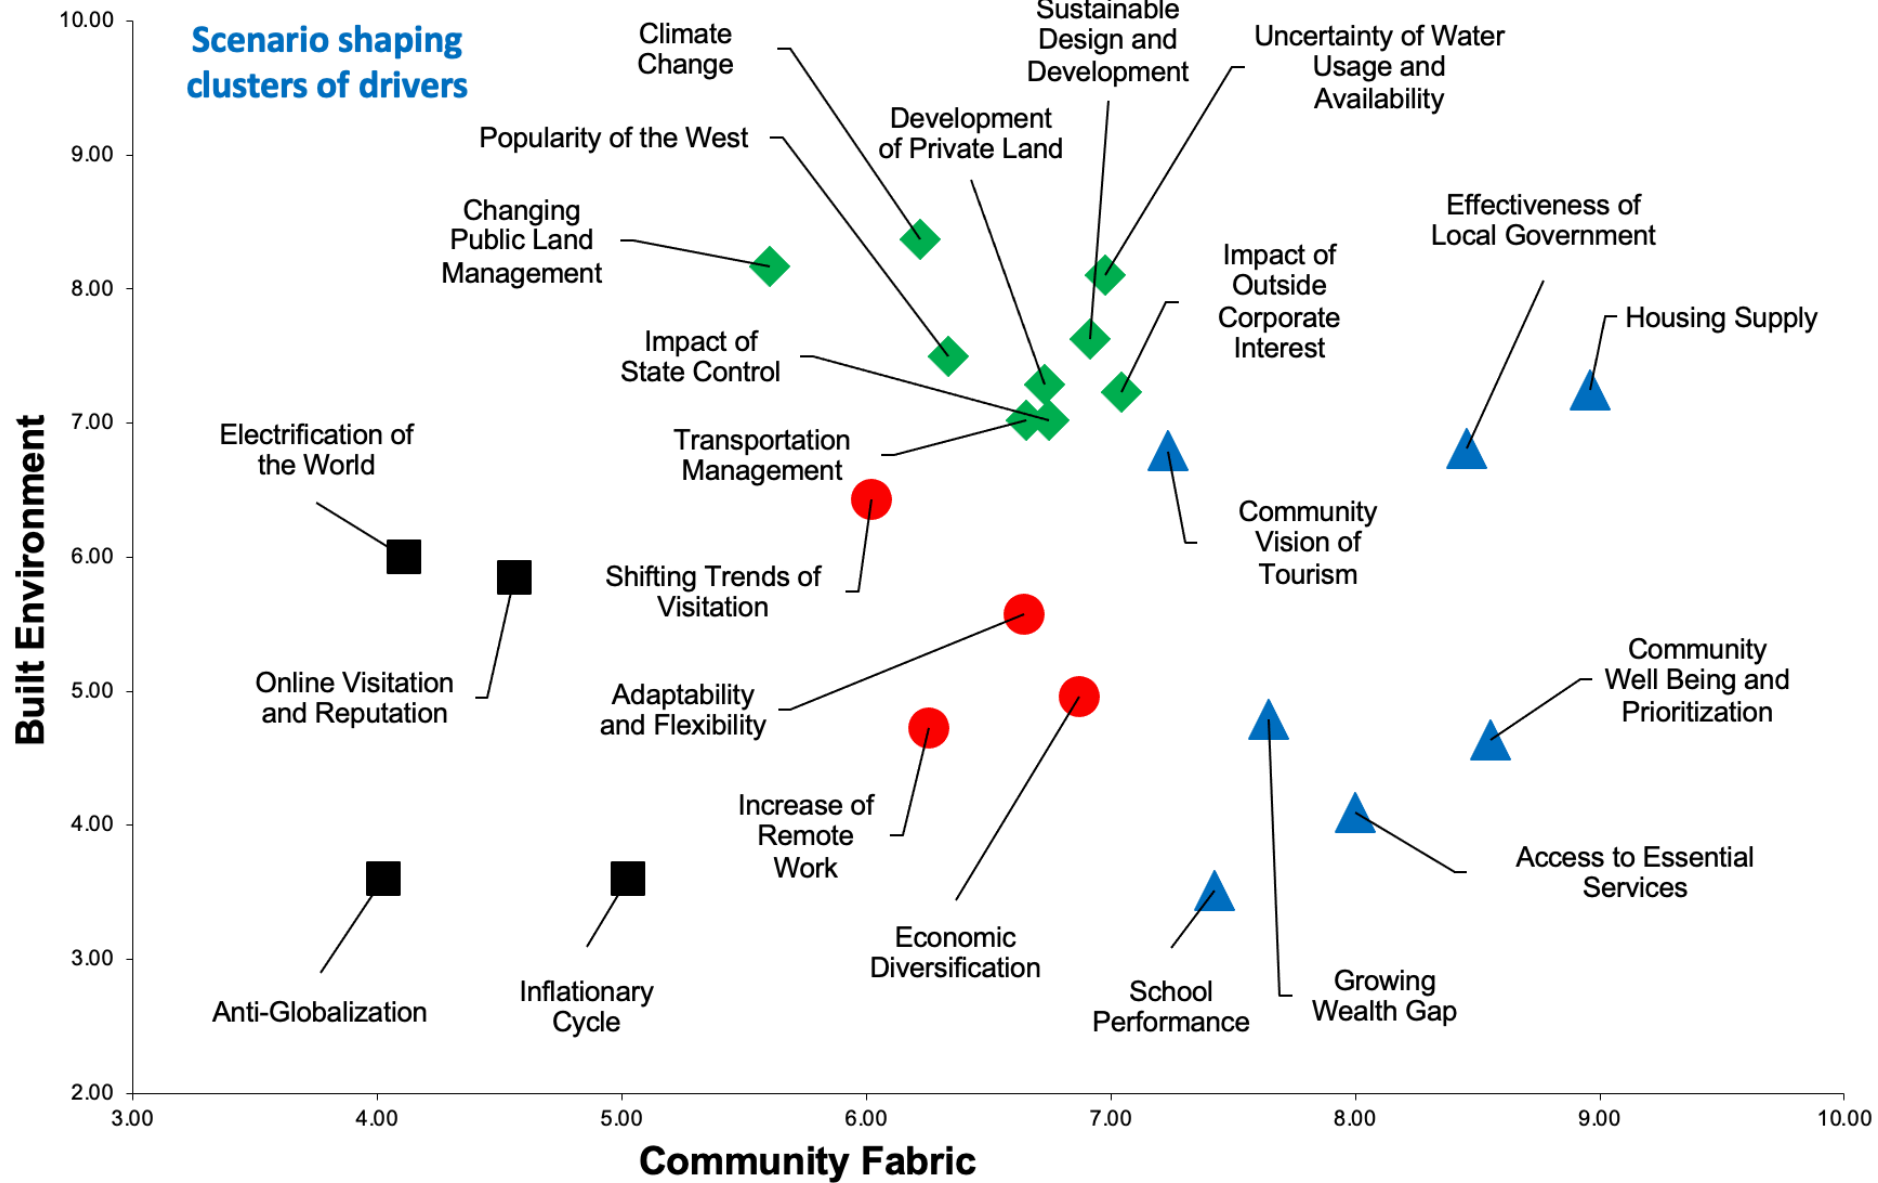 Scenario shaping
clusters of drivers
Climate
Change
Sustainable
Design and
Development
Uncertainty of Water
Usage and
Availability
Popularity of the West
Development
of Private Land
Changing
Public Land
Management
Effectiveness of
Local Government
Impact of
Outside
Corporate
Interest
Housing Supply
Impact of
State Control
Transportation
Management
Electrification of
the World
Community
Vision of
Tourism
Shifting Trends of
Visitation
Online Visitation
and Reputation
Adaptability
and Flexibility
Community
Well Being and
Prioritization
Increase of
Remote
Work
Access to Essential
Services
Economic
Diversification
Anti-Globalization
Inflationary
Cycle
School
Performance
Growing
Wealth Gap
Built Environment
10.00
9.00
8.00
7.00
6.00
5.00
4.00
3.00
2.00
3.00 4.00 5.00 6.00 7.00 8.00 9.00 10.00
Community Fabric